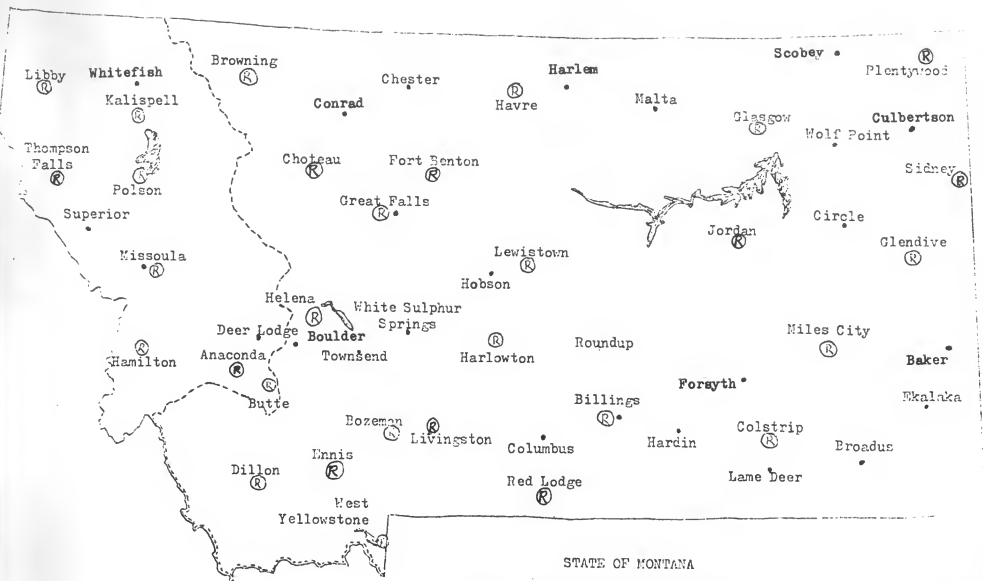 Scobey
Browning
Plentywood
Libby
Whitefish
Chester
Harlem
R
R
R
R
Kalispell
Conrad
Havre
Malta
Glasgow
Culbertson
R
R
Wolf Point
Thompson
Falls
Choteau
Fort Benton
Sidney
R
R
R
R
R
Polson
Great Falls
Superior
R
Circle
Jordan
R
Missoula
R
Lewistown
R
Glendive
R
Hobson
Helena
R
White Sulphur
Springs
Deer Lodge
Boulder
Miles City
R
R
R
Hamilton
Anaconda
R
Townsend
Harlowton
Roundup
Baker
Forsyth
R
Butte
Billings
R
Ekalaka
Bozeman
R
R
Livingston
Columbus
Hardin
Colstrip
R
Broadus
Ennis
R
Dillon
R
Red Lodge
R
Lame Deer
West
Yellowstone
STATE OF MONTANA